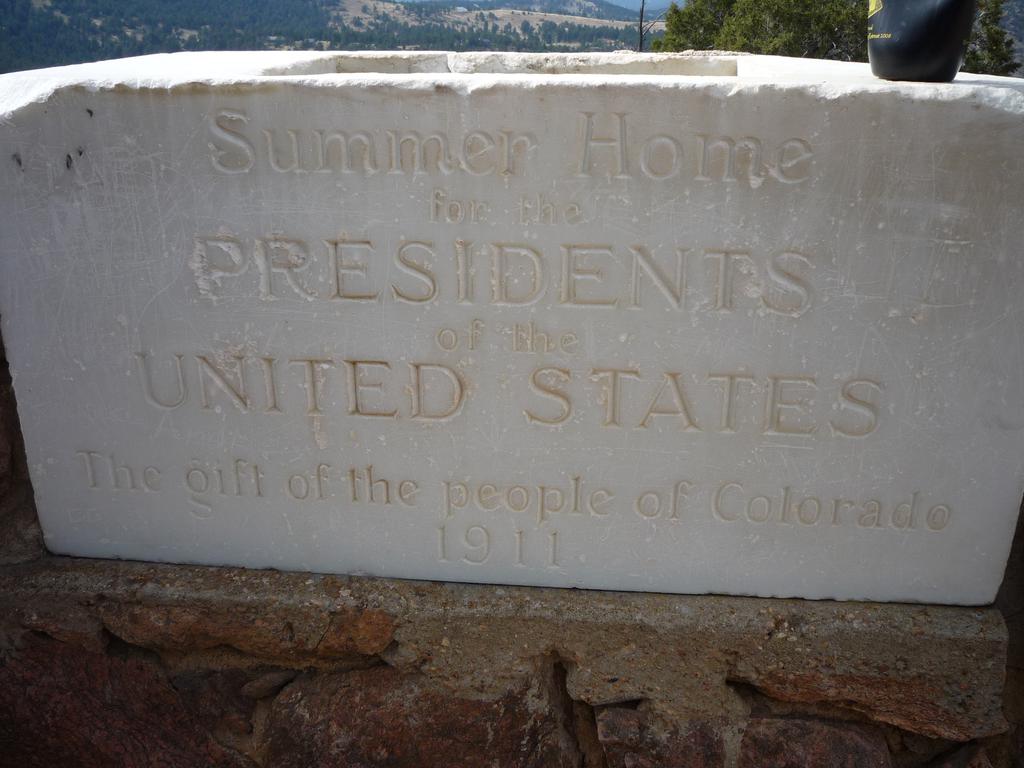 Summer Home
for the
PRESIDENTS
of the
UNITED STATES
The gift of the people of Colorado
1911